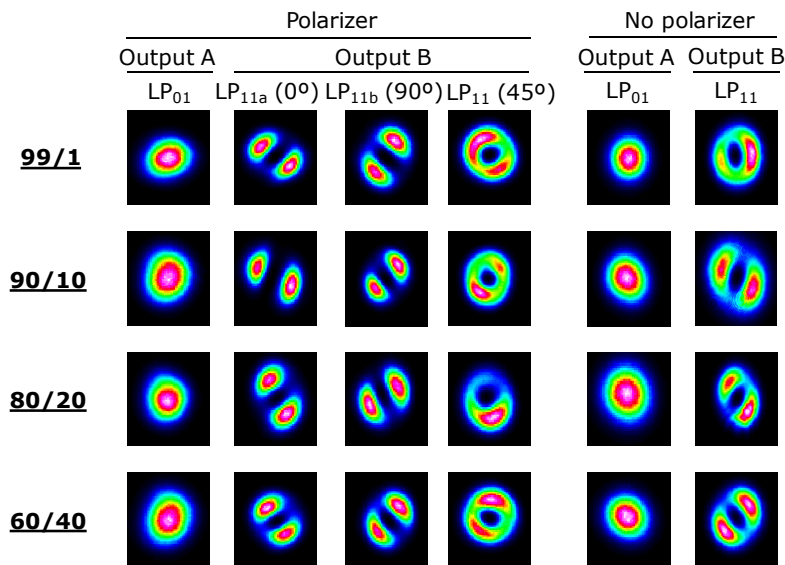 Polarizer No polarizer
Output A Output B Output A Output B
LP₀₁ LP₁₁ₐ (0º) LP₁₁b (90º) LP₁₁ (45º) LP₀₁ LP₁₁
99/1
90/10
80/20
60/40